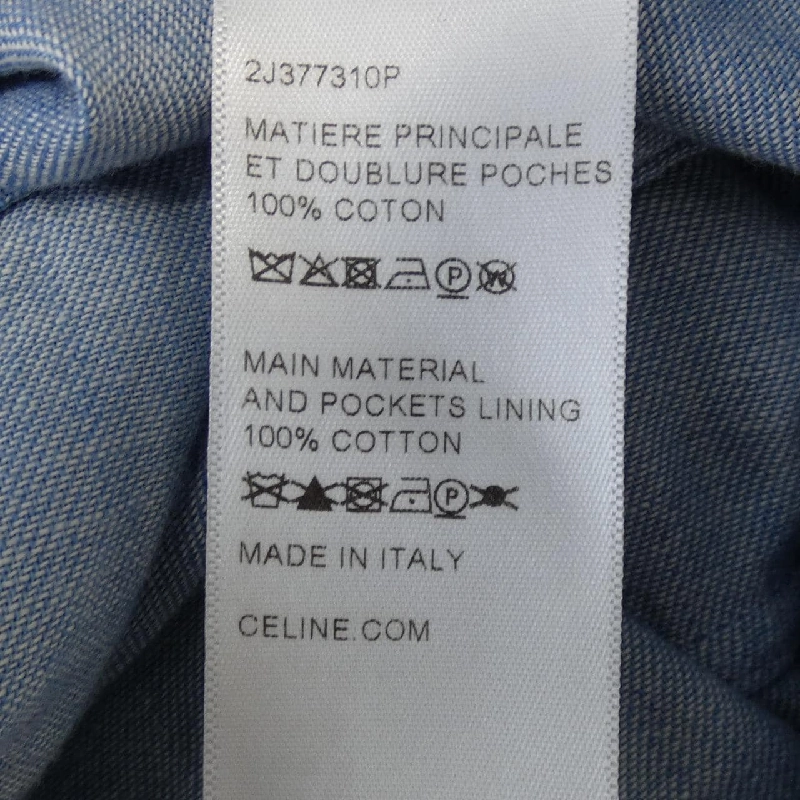 2J377310P
MATIERE PRINCIPALE
ET DOUBLURE POCHES
100% COTON
P W
MAIN MATERIAL
AND POCKETS LINING
100% COTTON
P
MADE IN ITALY
CELINE.COM